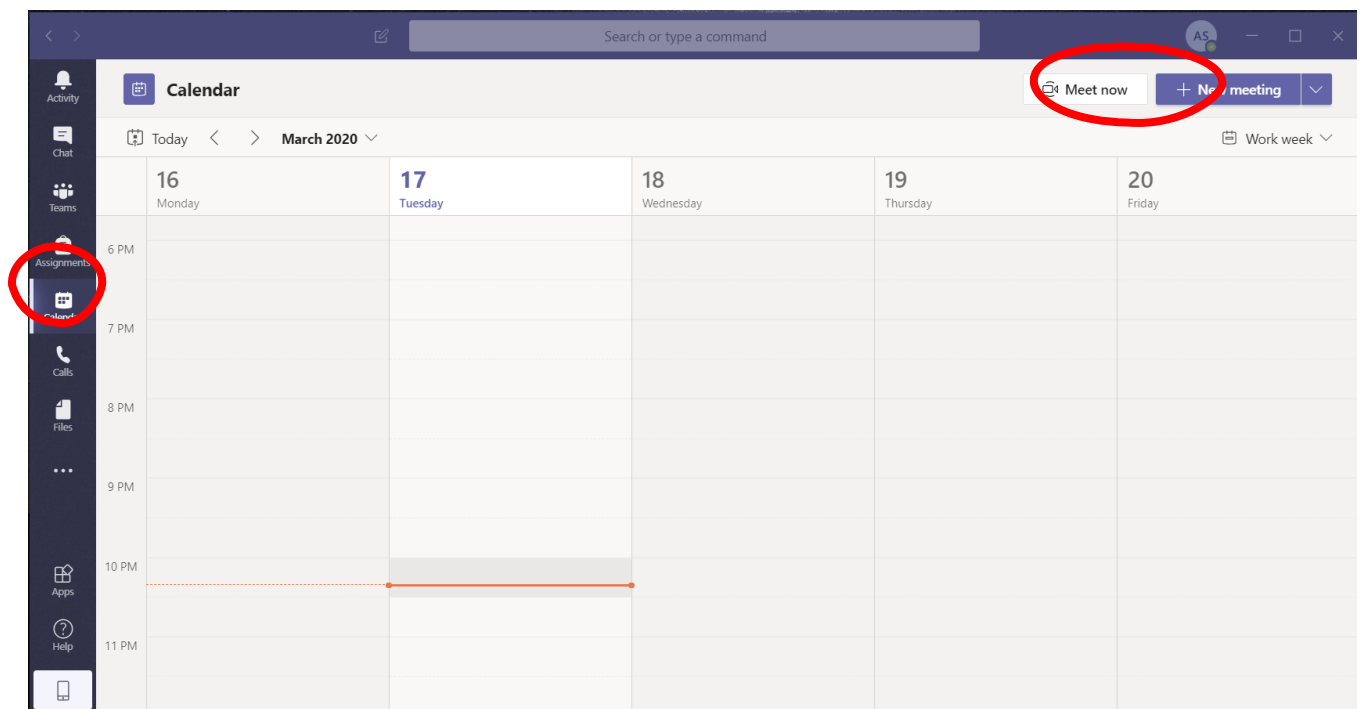 Search or type a command
AS
Activity
Calendar
Meet now
New meeting
Chat
Today
March 2020
Work week
Teams
16
Monday
17
Tuesday
18
Wednesday
19
Thursday
20
Friday
Assignments
Calendar
Calls
Files
6 PM
7 PM
8 PM
9 PM
10 PM
11 PM
Apps
Help